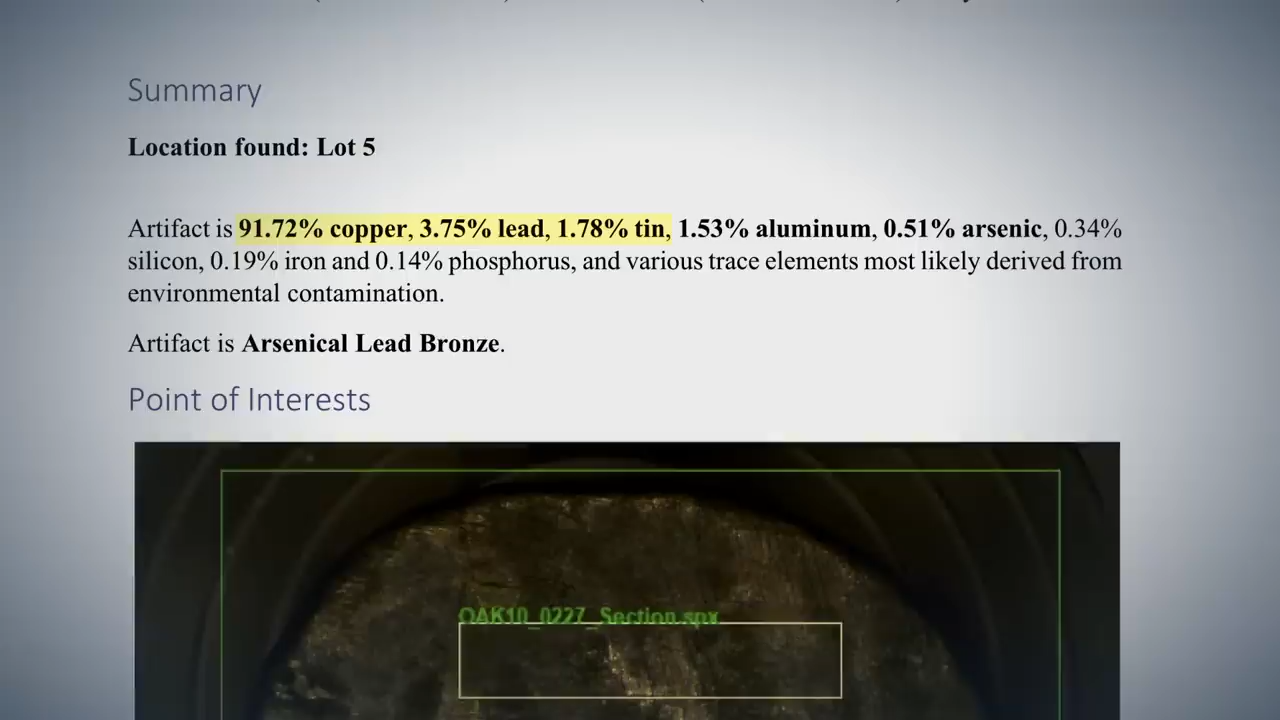 Summary
Location found: Lot 5
Artifact is 91.72% copper, 3.75% lead, 1.78% tin, 1.53% aluminum, 0.51% arsenic, 0.34%
silicon, 0.19% iron and 0.14% phosphorus, and various trace elements most likely derived from
environmental contamination.
Artifact is Arsenical Lead Bronze.
Point of Interests
OAK10_0227_Section.spx